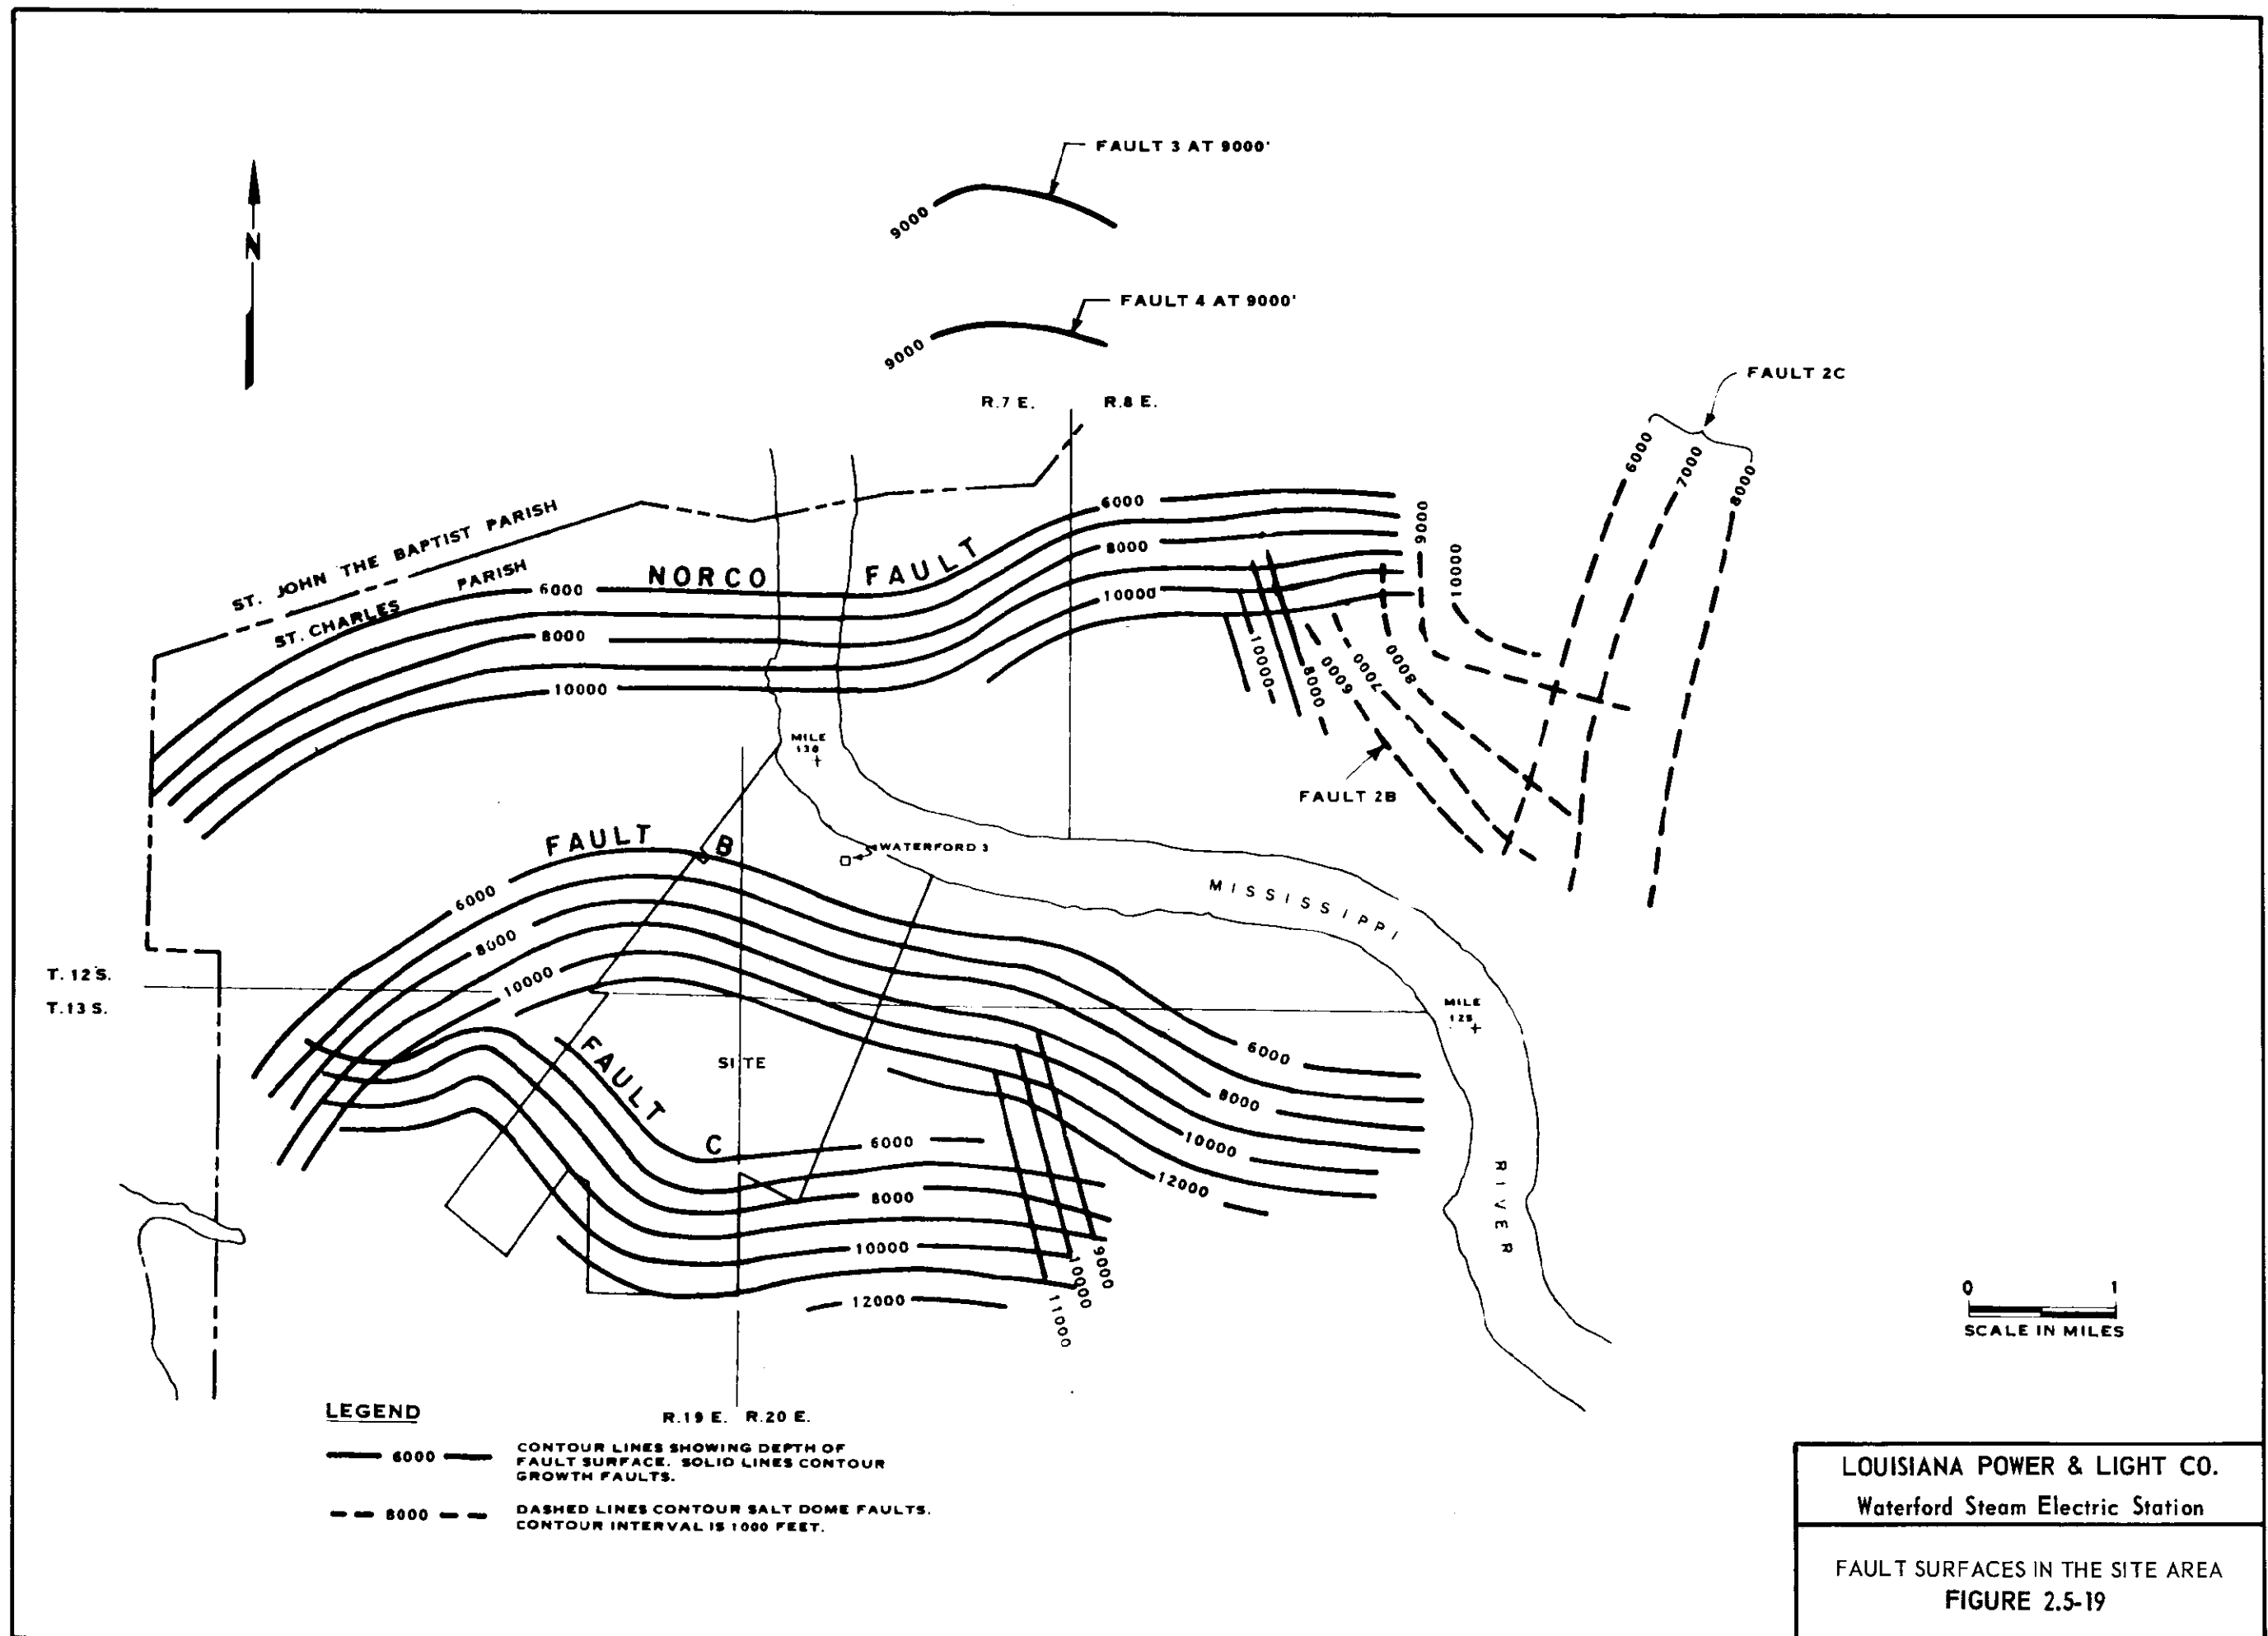 FAULT 3 AT 9000'
9000
N
FAULT 4 AT 9000'
9000
FAULT 2C
R.7 E.
R.8 E.
6000
7000
8000
ST. JOHN THE BAPTIST PARISH
ST. CHARLES PARISH
NORCO FAULT
6000
8000
10000
6000
8000
10000
9000
10000
10000
8000
6000
7000
8000
FAULT 2B
MILE
130
WATERFORD 3
FAULT B
6000
8000
10000
MISSISSIPPI
RIVER
T. 12 S.
T. 13 S.
MILE
125
FAULT C
SITE
6000
8000
10000
12000
6000
8000
10000
12000
9000
10000
11000
0 1
SCALE IN MILES
R.19 E. R.20 E.
LEGEND
6000
CONTOUR LINES SHOWING DEPTH OF
FAULT SURFACE. SOLID LINES CONTOUR
GROWTH FAULTS.
8000
DASHED LINES CONTOUR SALT DOME FAULTS.
CONTOUR INTERVAL IS 1000 FEET.
LOUISIANA POWER & LIGHT CO.
Waterford Steam Electric Station
FAULT SURFACES IN THE SITE AREA
FIGURE 2.5-19